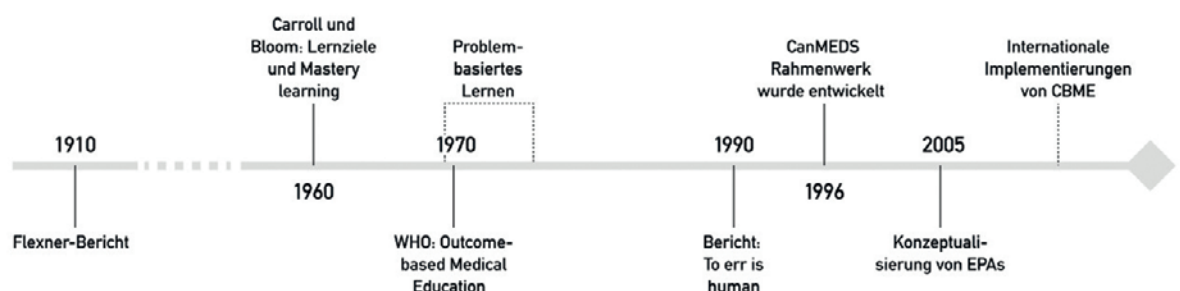 Carroll und
Bloom: Lernziele
und Mastery
learning
Problem-
basiertes
Lernen
CanMEDS
Rahmenwerk
wurde entwickelt
Internationale
Implementierungen
von CBME
1910
1970
1990
2005
1960
1996
Flexner-Bericht
WHO: Outcome-
based Medical
Education
Bericht:
To err is
human
Konzeptuali-
sierung von EPAs